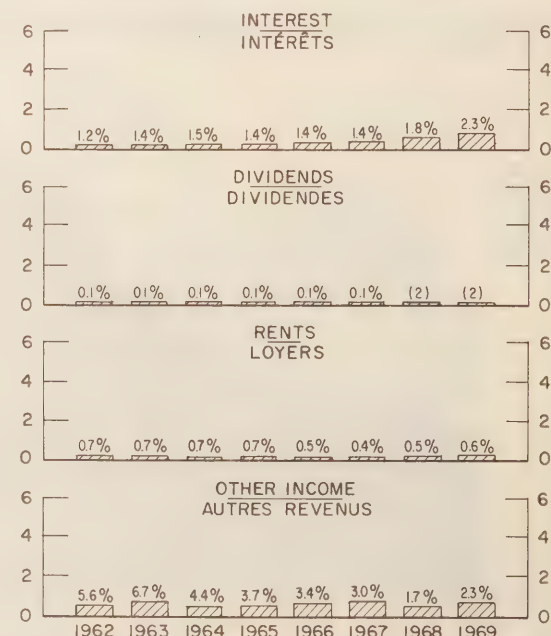 INTEREST
INTÉRÊTS
6 6
4 4
2 2
1.2% 1.4% 1.5% 1.4% 1.4% 1.4% 1.8% 2.3%
0 0
DIVIDENDS
DIVIDENDES
6 6
4 4
2 2
0.1% 01% 0.1% 0.1% 0.1% 0.1% (2) (2)
0 0
RENTS
LOYERS
6 6
4 4
2 2
0.7% 0.7% 0.7% 0.7% 0.5% 0.4% 0.5% 0.6%
0 0
OTHER INCOME
AUTRES REVENUS
6 6
4 4
2 2
5.6% 6.7% 4.4% 3.7% 3.4% 3.0% 1.7% 2.3%
0 0
1962 1963 1964 1965 1966 1967 1968 1969